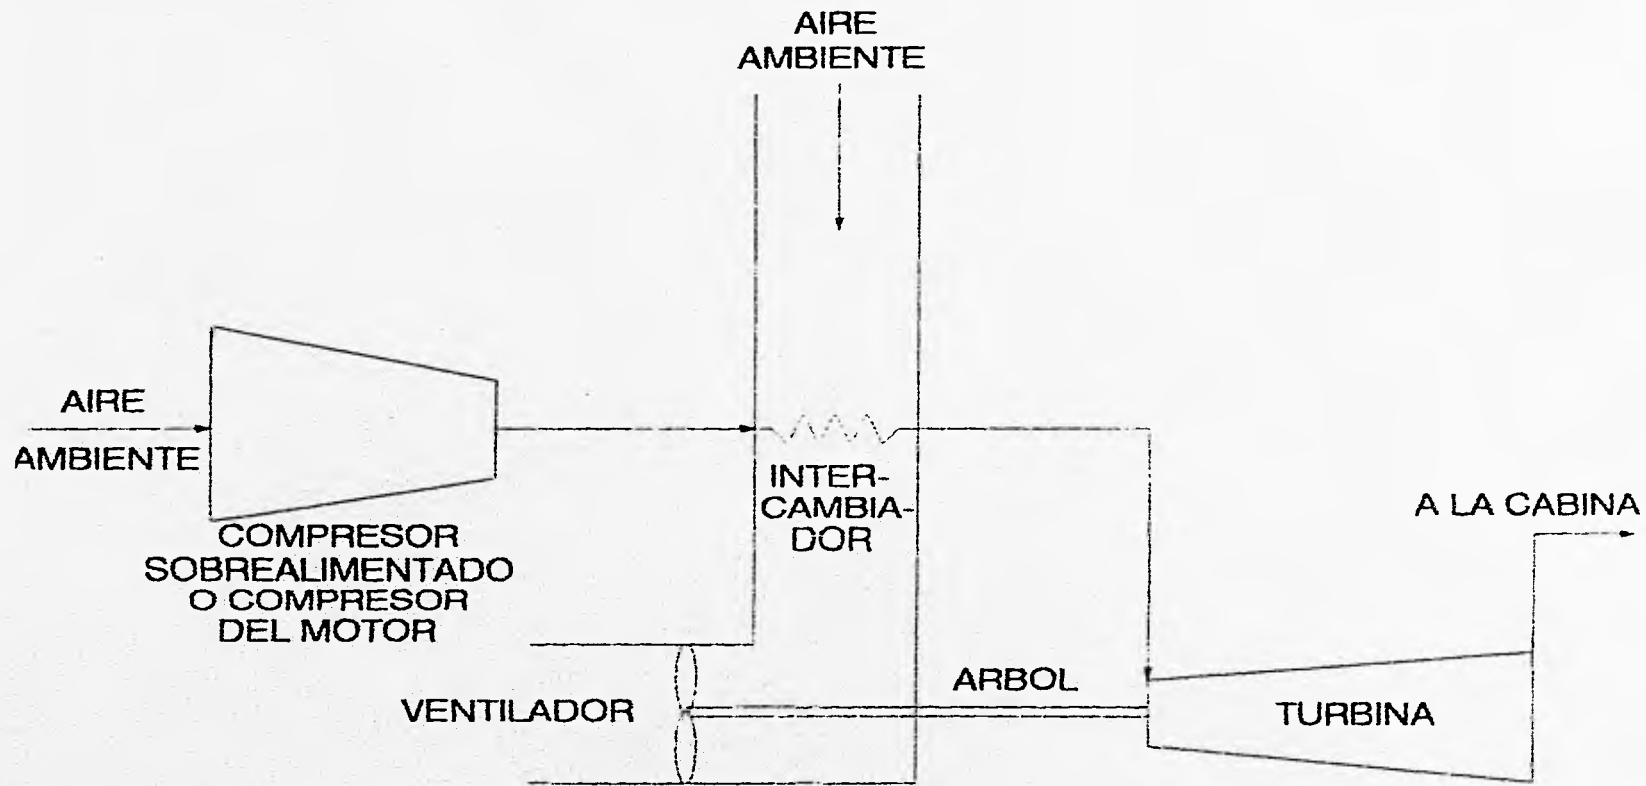 AIRE
AMBIENTE
AIRE
AMBIENTE
INTER-
CAMBIA-
DOR
A LA CABINA
COMPRESOR
SOBREALIMENTADO
O COMPRESOR
DEL MOTOR
VENTILADOR
ARBOL
TURBINA